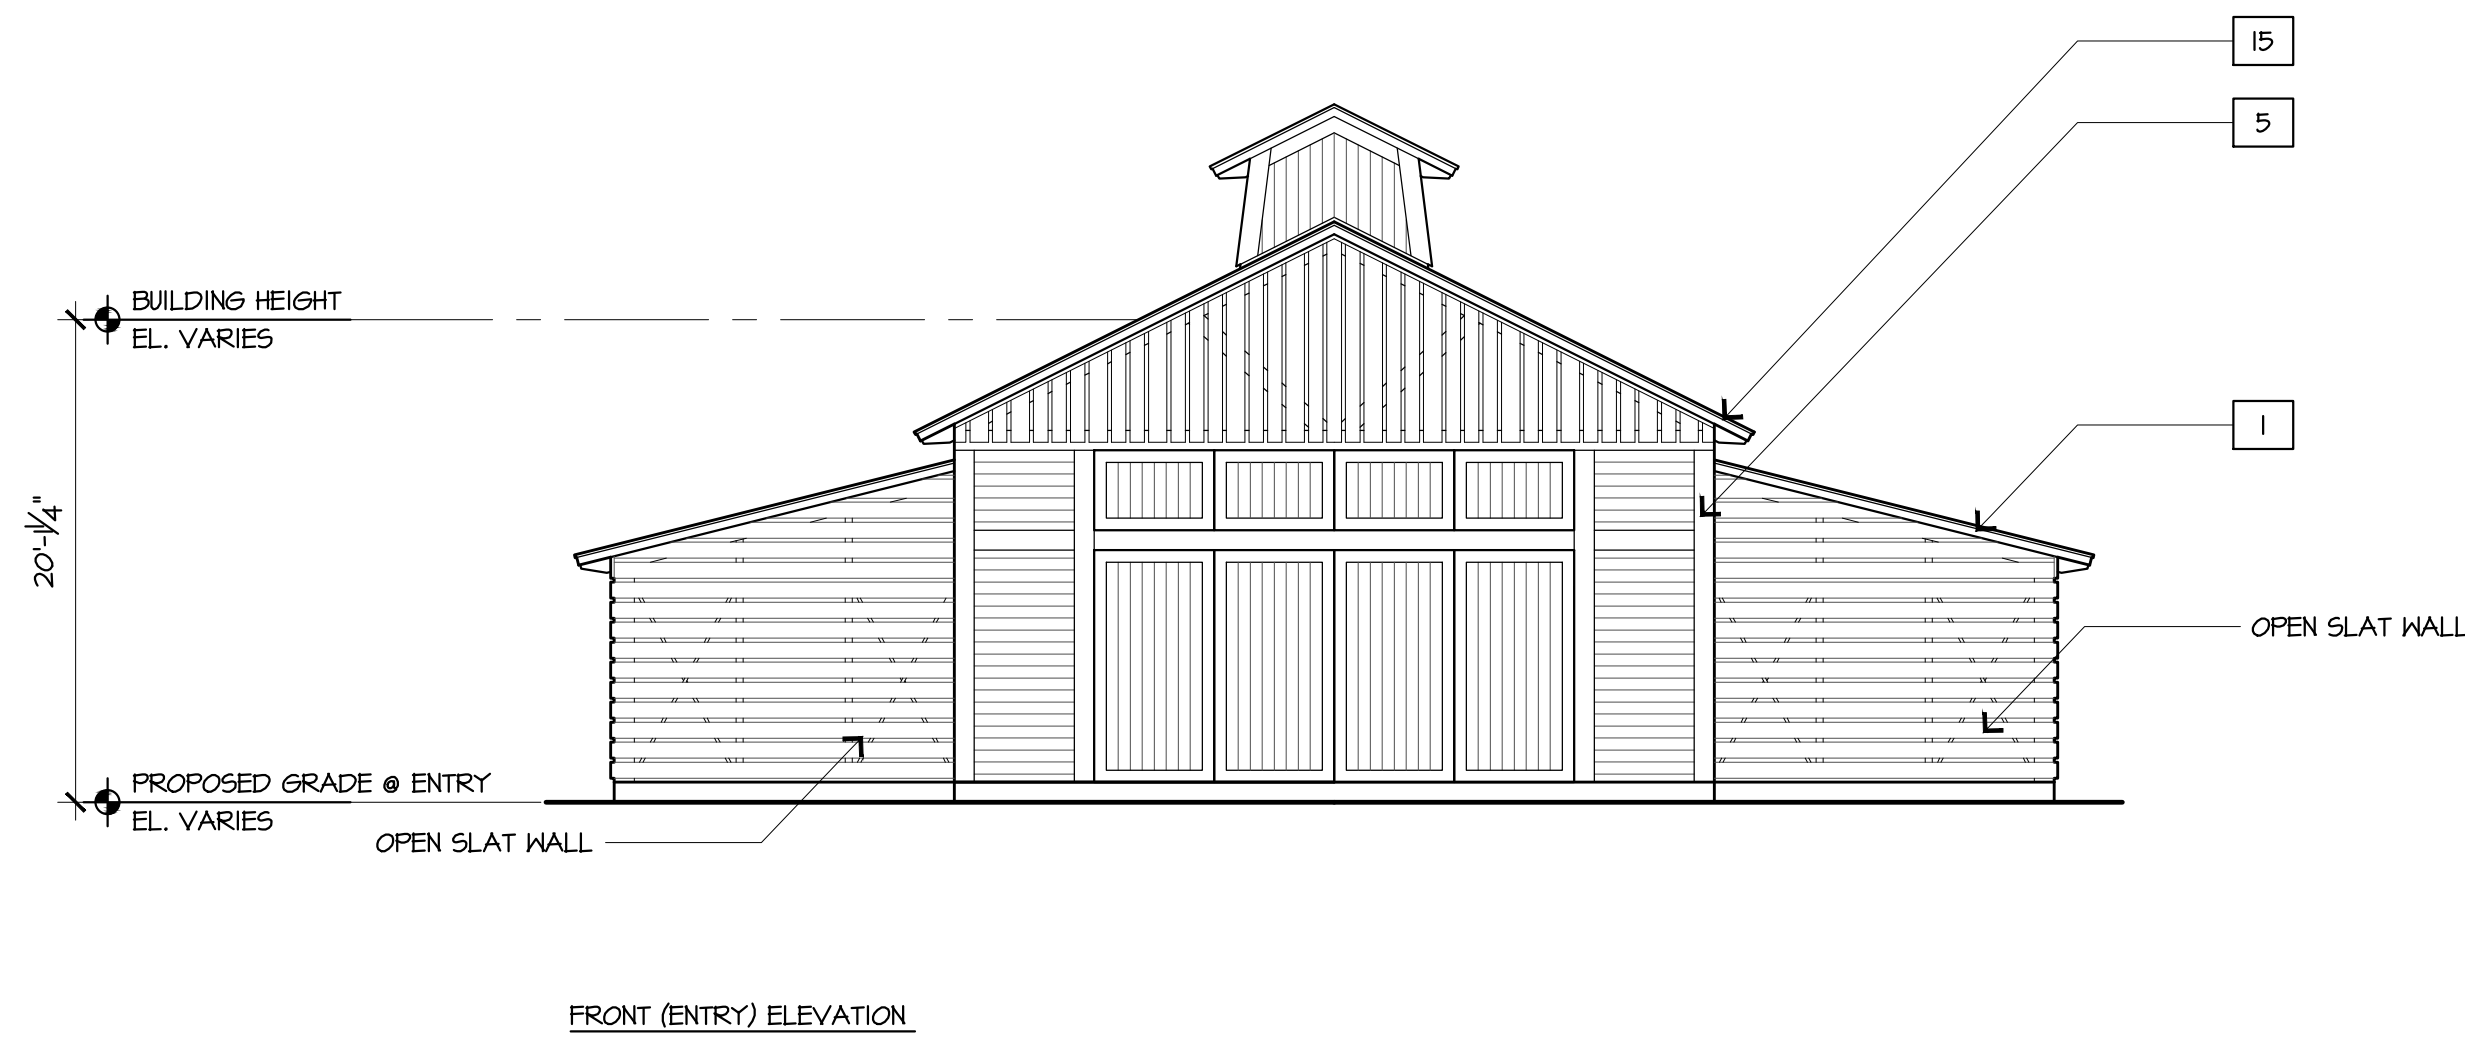 15
5
BUILDING HEIGHT
EL. VARIES
1
20'-1¼"
OPEN SLAT WALL
PROPOSED GRADE @ ENTRY
EL. VARIES
OPEN SLAT WALL
FRONT (ENTRY) ELEVATION